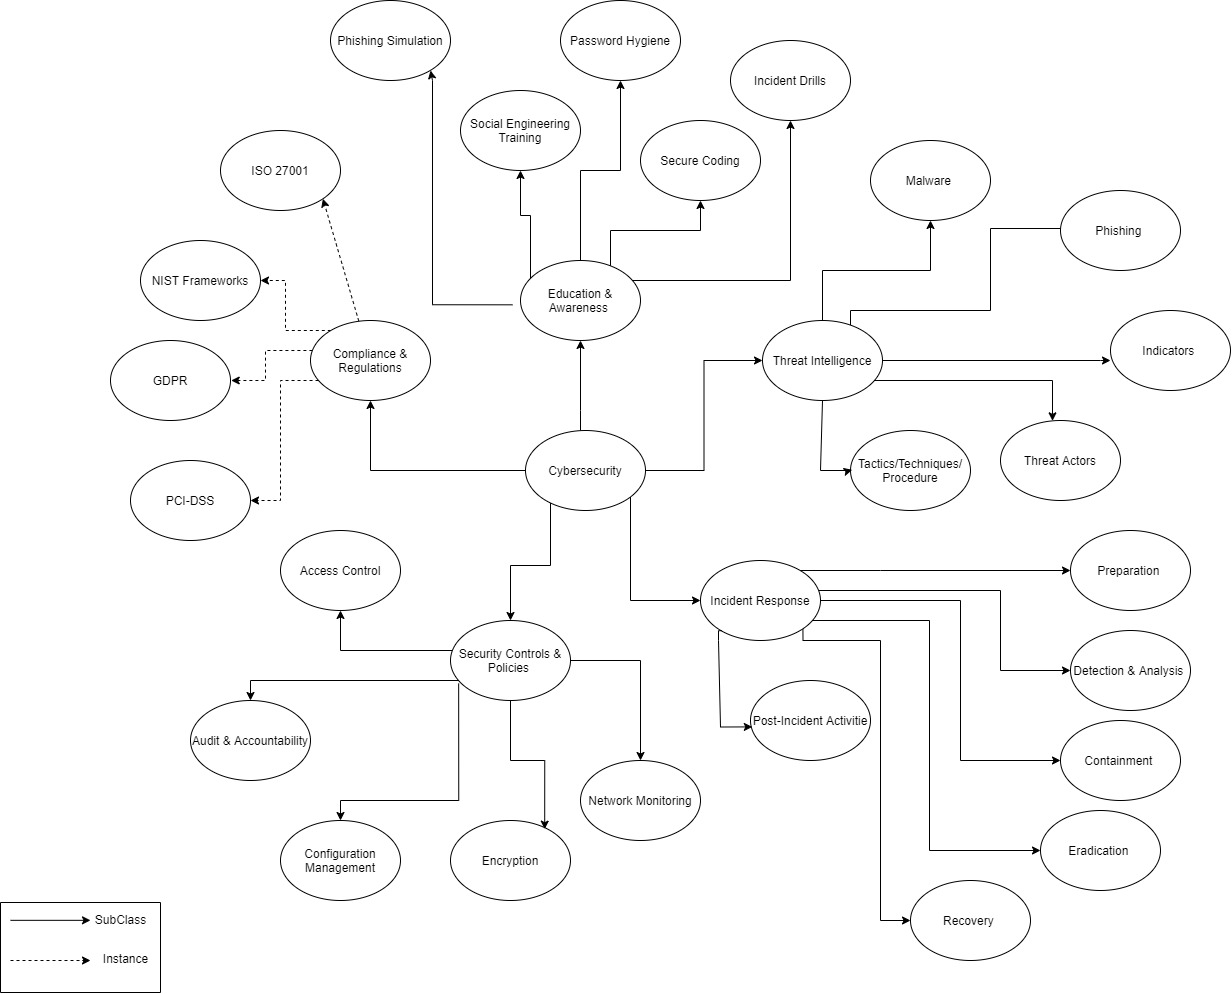 Phishing Simulation
Password Hygiene
Incident Drills
Social Engineering
Training
Secure Coding
ISO 27001
Malware
Phishing
NIST Frameworks
Education &
Awareness
Compliance &
Regulations
Threat Intelligence
Indicators
GDPR
Cybersecurity
Tactics/Techniques/
Procedure
Threat Actors
PCI-DSS
Access Control
Incident Response
Preparation
Security Controls &
Policies
Detection & Analysis
Audit & Accountability
Post-Incident Activitie
Containment
Network Monitoring
Configuration
Management
Encryption
Eradication
Recovery
SubClass
Instance